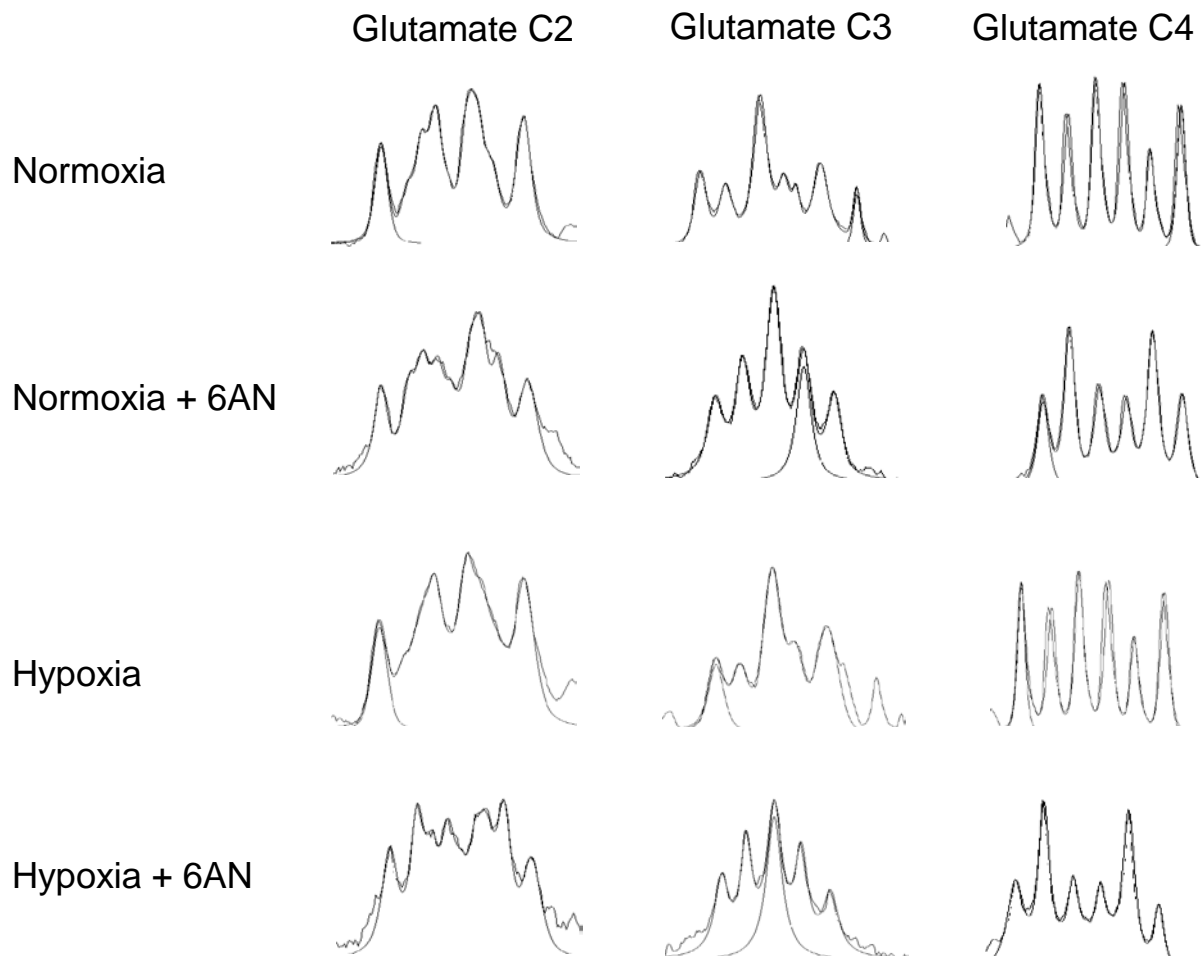 Glutamate C2 Glutamate C3 Glutamate C4
Normoxia
Normoxia + 6AN
Hypoxia
Hypoxia + 6AN